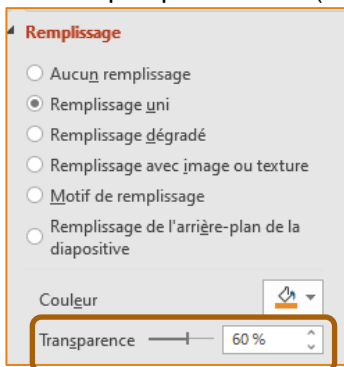 Remplissage
Aucun remplissage
Remplissage uni
Remplissage dégradé
Remplissage avec image ou texture
Motif de remplissage
Remplissage de l'arrière-plan de la
diapositive
Couleur
Transparence 60 %